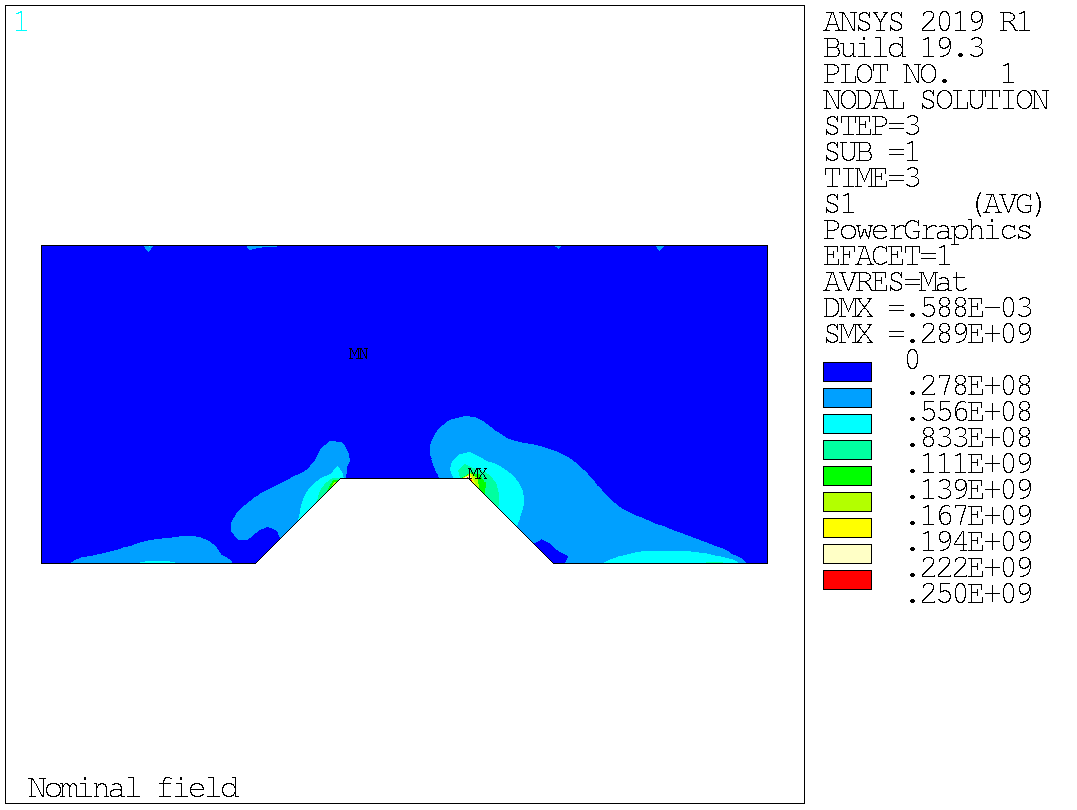 1
ANSYS 2019 R1
Build 19.3
PLOT NO.   1
NODAL SOLUTION
STEP=3
SUB =1
TIME=3
S1       (AVG)
PowerGraphics
EFACET=1
AVRES=Mat
DMX =.588E-03
SMX =.289E+09
0
.278E+08
.556E+08
.833E+08
.111E+09
.139E+09
.167E+09
.194E+09
.222E+09
.250E+09
MN
MX
Nominal field